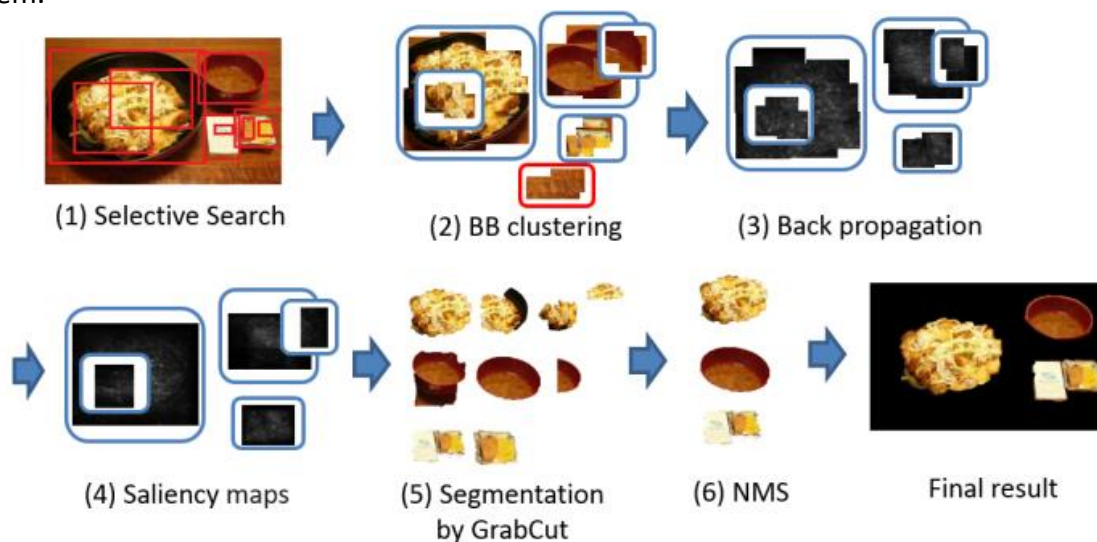 em.
(1) Selective Search
(2) BB clustering
(3) Back propagation
(4) Saliency maps
(5) Segmentation
by GrabCut
(6) NMS
Final result